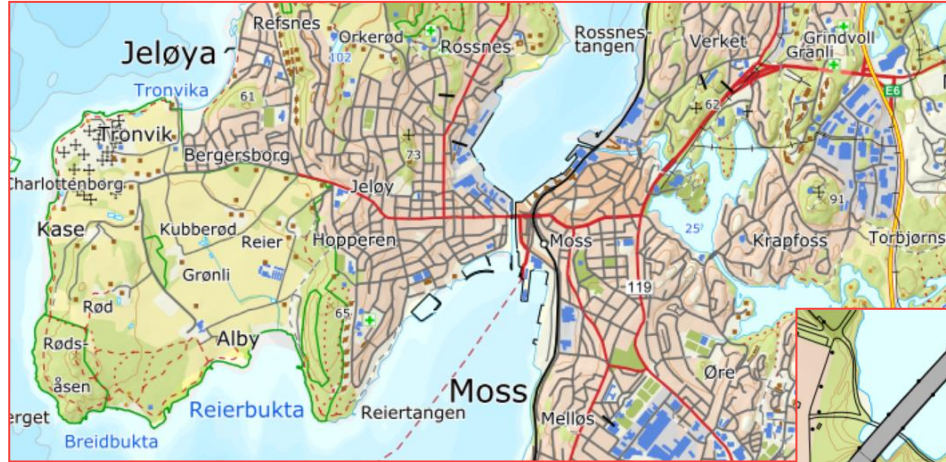 Refsnes
Orkerød
Rossnes
Rossnes-
tangen
Verket
Grindvoll
Granli
Jeløya
102
Tronvika
61
62
E6
Tronvik
Bergersborg
73
Charlottenborg
Jeløy
91
Kase
Kubberød
Reier
Hopperen
Moss
25
Krapfoss
Torbjørns
Grønli
119
Rød
65
Røds-
åsen
Alby
Øre
Moss
Reierbukta
Reiertangen
erget
Breidbukta
Melløs